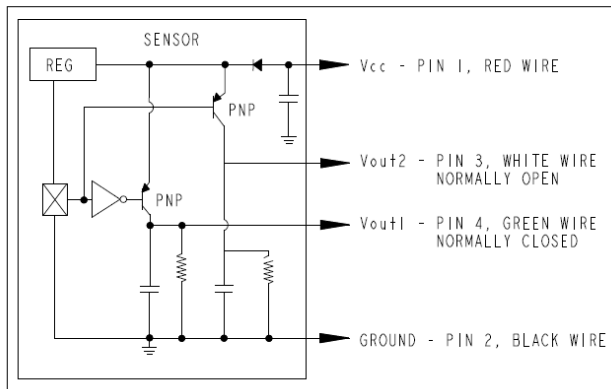 SENSOR
REG
Vcc - PIN 1, RED WIRE
PNP
Vout2 - PIN 3, WHITE WIRE
NORMALLY OPEN
PNP
Vout1 - PIN 4, GREEN WIRE
NORMALLY CLOSED
GROUND - PIN 2, BLACK WIRE